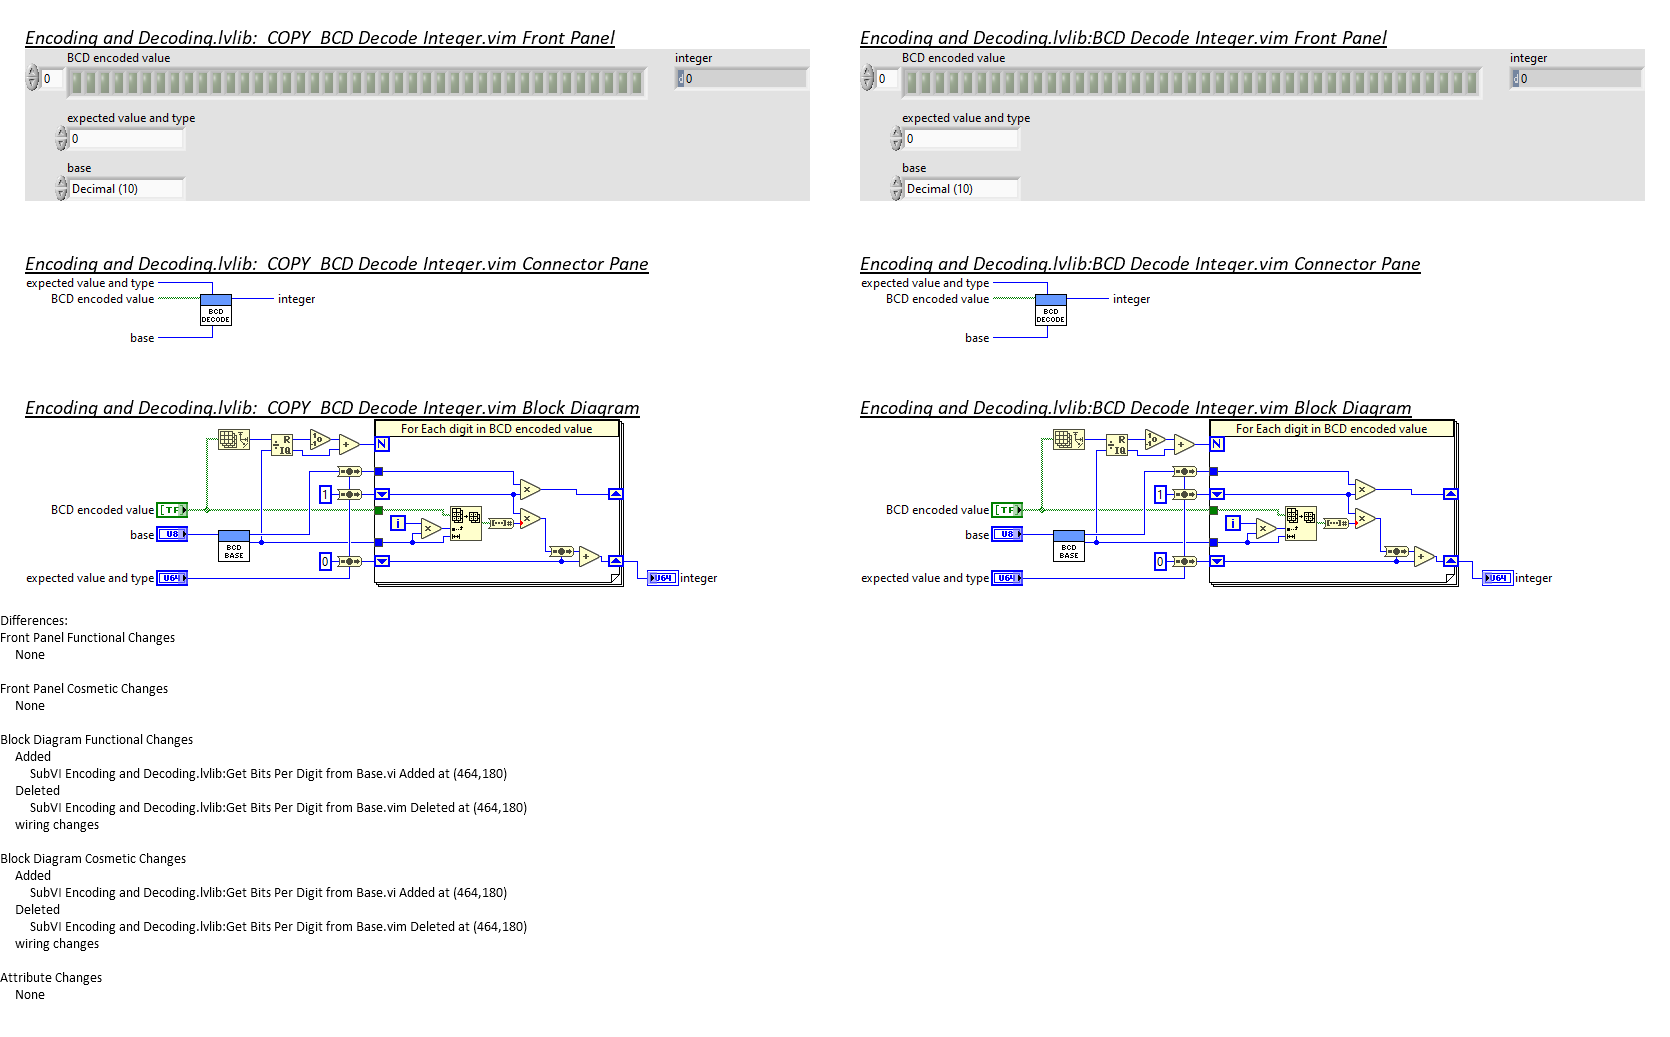 Encoding and Decoding.lvlib:  COPY  BCD Decode Integer.vim Front Panel
BCD encoded value
integer
0
d 0
expected value and type
0
base
Decimal (10)
Encoding and Decoding.lvlib:BCD Decode Integer.vim Front Panel
BCD encoded value
integer
0
d 0
expected value and type
0
base
Decimal (10)
Encoding and Decoding.lvlib:  COPY  BCD Decode Integer.vim Connector Pane
expected value and type
BCD encoded value
integer
BCD
DECODE
base
Encoding and Decoding.lvlib:BCD Decode Integer.vim Connector Pane
expected value and type
BCD encoded value
integer
BCD
DECODE
base
Encoding and Decoding.lvlib:  COPY  BCD Decode Integer.vim Block Diagram
For Each digit in BCD encoded value
R
IQ
N
1
BCD encoded value
[TF]
i
base
U8
BCD
BASE
0
expected value and type
U64
U64
integer
Encoding and Decoding.lvlib:BCD Decode Integer.vim Block Diagram
For Each digit in BCD encoded value
R
IQ
N
1
BCD encoded value
[TF]
i
base
U8
BCD
BASE
0
expected value and type
U64
U64
integer
Differences:
Front Panel Functional Changes
None
Front Panel Cosmetic Changes
None
Block Diagram Functional Changes
Added
SubVI Encoding and Decoding.lvlib:Get Bits Per Digit from Base.vi Added at (464,180)
Deleted
SubVI Encoding and Decoding.lvlib:Get Bits Per Digit from Base.vim Deleted at (464,180)
wiring changes
Block Diagram Cosmetic Changes
Added
SubVI Encoding and Decoding.lvlib:Get Bits Per Digit from Base.vi Added at (464,180)
Deleted
SubVI Encoding and Decoding.lvlib:Get Bits Per Digit from Base.vim Deleted at (464,180)
wiring changes
Attribute Changes
None